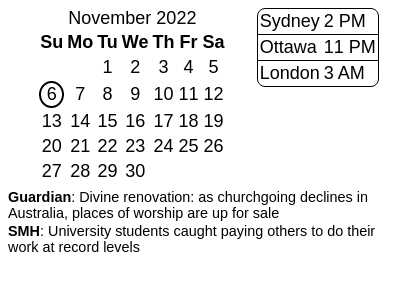 November 2022
Su Mo Tu We Th Fr Sa
1 2 3 4 5
6 7 8 9 10 11 12
13 14 15 16 17 18 19
20 21 22 23 24 25 26
27 28 29 30
Sydney 2 PM
Ottawa 11 PM
London 3 AM
Guardian: Divine renovation: as churchgoing declines in
Australia, places of worship are up for sale
SMH: University students caught paying others to do their
work at record levels